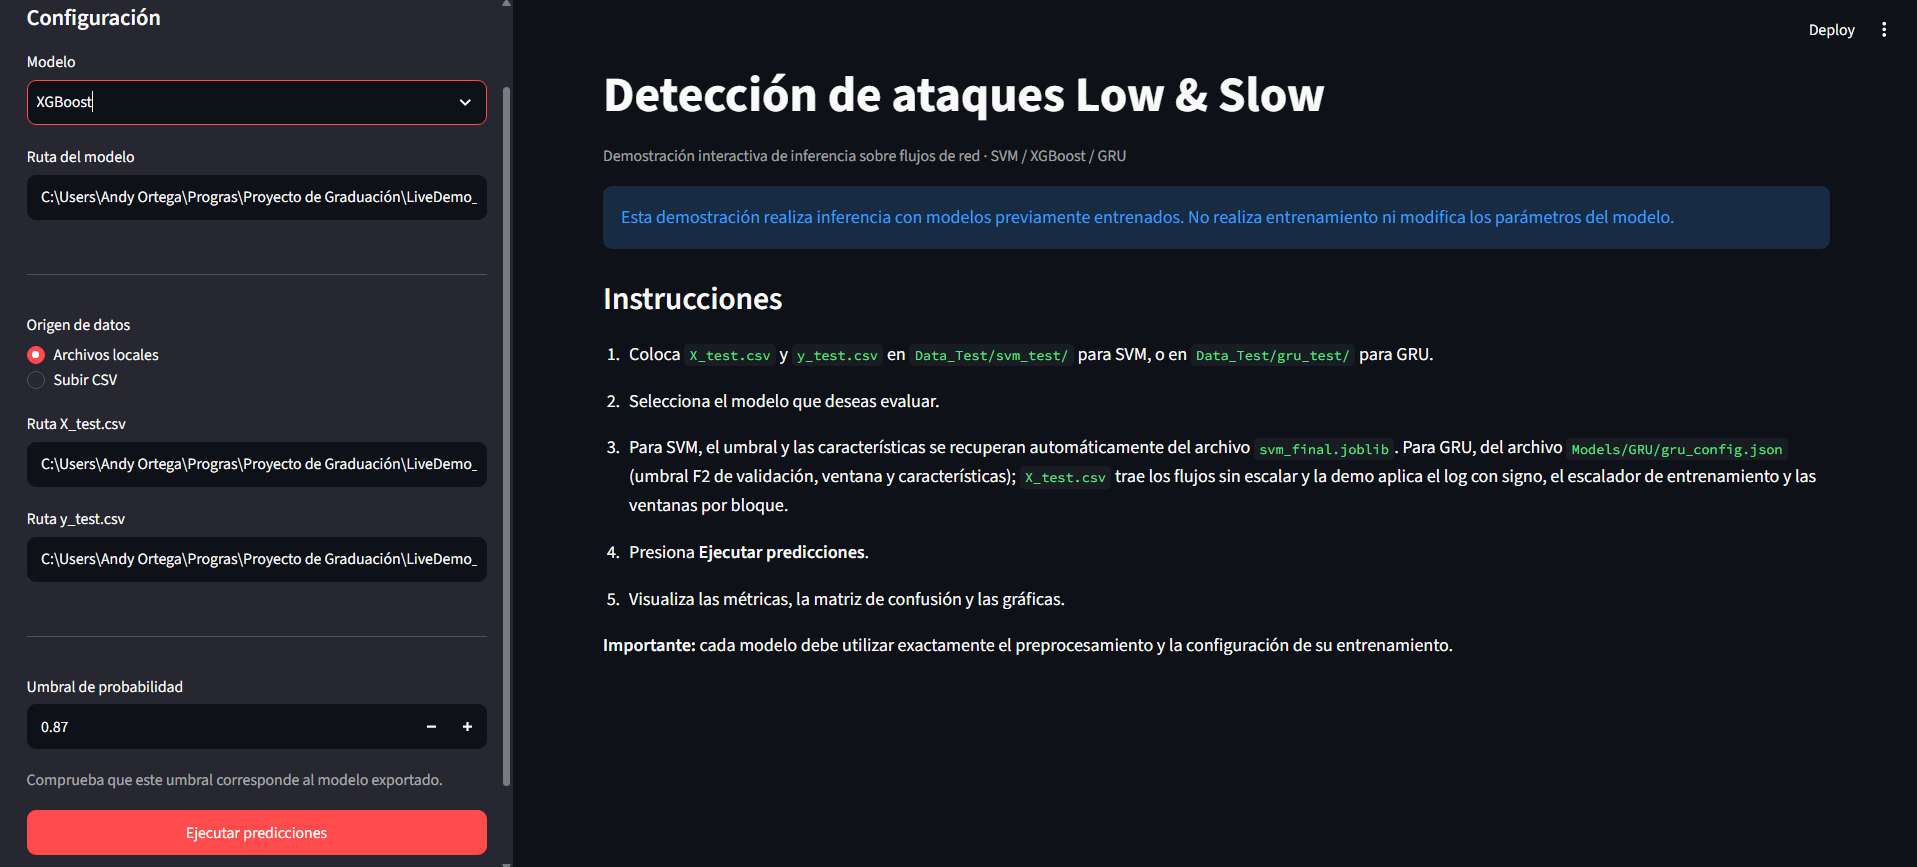 Configuración
Modelo
XGBoost
Ruta del modelo
C:\Users\Andy Ortega\Progras\Proyecto de Graduación\LiveDemo_
Origen de datos
Archivos locales
Subir CSV
Ruta X_test.csv
C:\Users\Andy Ortega\Progras\Proyecto de Graduación\LiveDemo_
Ruta y_test.csv
C:\Users\Andy Ortega\Progras\Proyecto de Graduación\LiveDemo_
Umbral de probabilidad
0.87
Comprueba que este umbral corresponde al modelo exportado.
Ejecutar predicciones
Deploy
Detección de ataques Low & Slow
Demostración interactiva de inferencia sobre flujos de red · SVM / XGBoost / GRU
Esta demostración realiza inferencia con modelos previamente entrenados. No realiza entrenamiento ni modifica los parámetros del modelo.
Instrucciones
1. Coloca X_test.csv y y_test.csv en Data_Test/svm_test/ para SVM, o en Data_Test/gru_test/ para GRU.
2. Selecciona el modelo que deseas evaluar.
3. Para SVM, el umbral y las características se recuperan automáticamente del archivo svm_final.joblib. Para GRU, del archivo Models/GRU/gru_config.json
(umbral F2 de validación, ventana y características); X_test.csv trae los flujos sin escalar y la demo aplica el log con signo, el escalador de entrenamiento y las
ventanas por bloque.
4. Presiona Ejecutar predicciones.
5. Visualiza las métricas, la matriz de confusión y las gráficas.
Importante: cada modelo debe utilizar exactamente el preprocesamiento y la configuración de su entrenamiento.